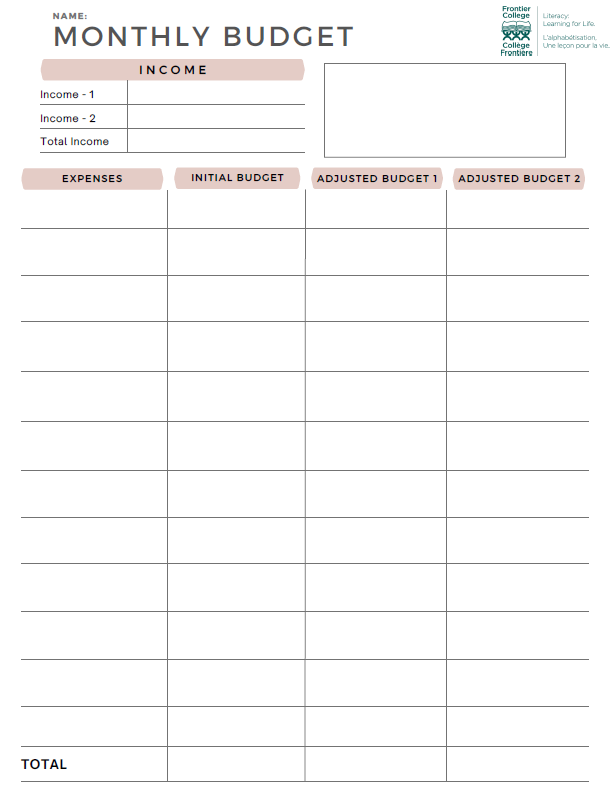 NAME:
MONTHLY BUDGET
Frontier
College
Collège
Frontière
Literacy:
Learning for Life.
L'alphabétisation,
Une leçon pour la vie.
INCOME
Income - 1
Income - 2
Total Income
EXPENSES INITIAL BUDGET ADJUSTED BUDGET 1 ADJUSTED BUDGET 2
TOTAL